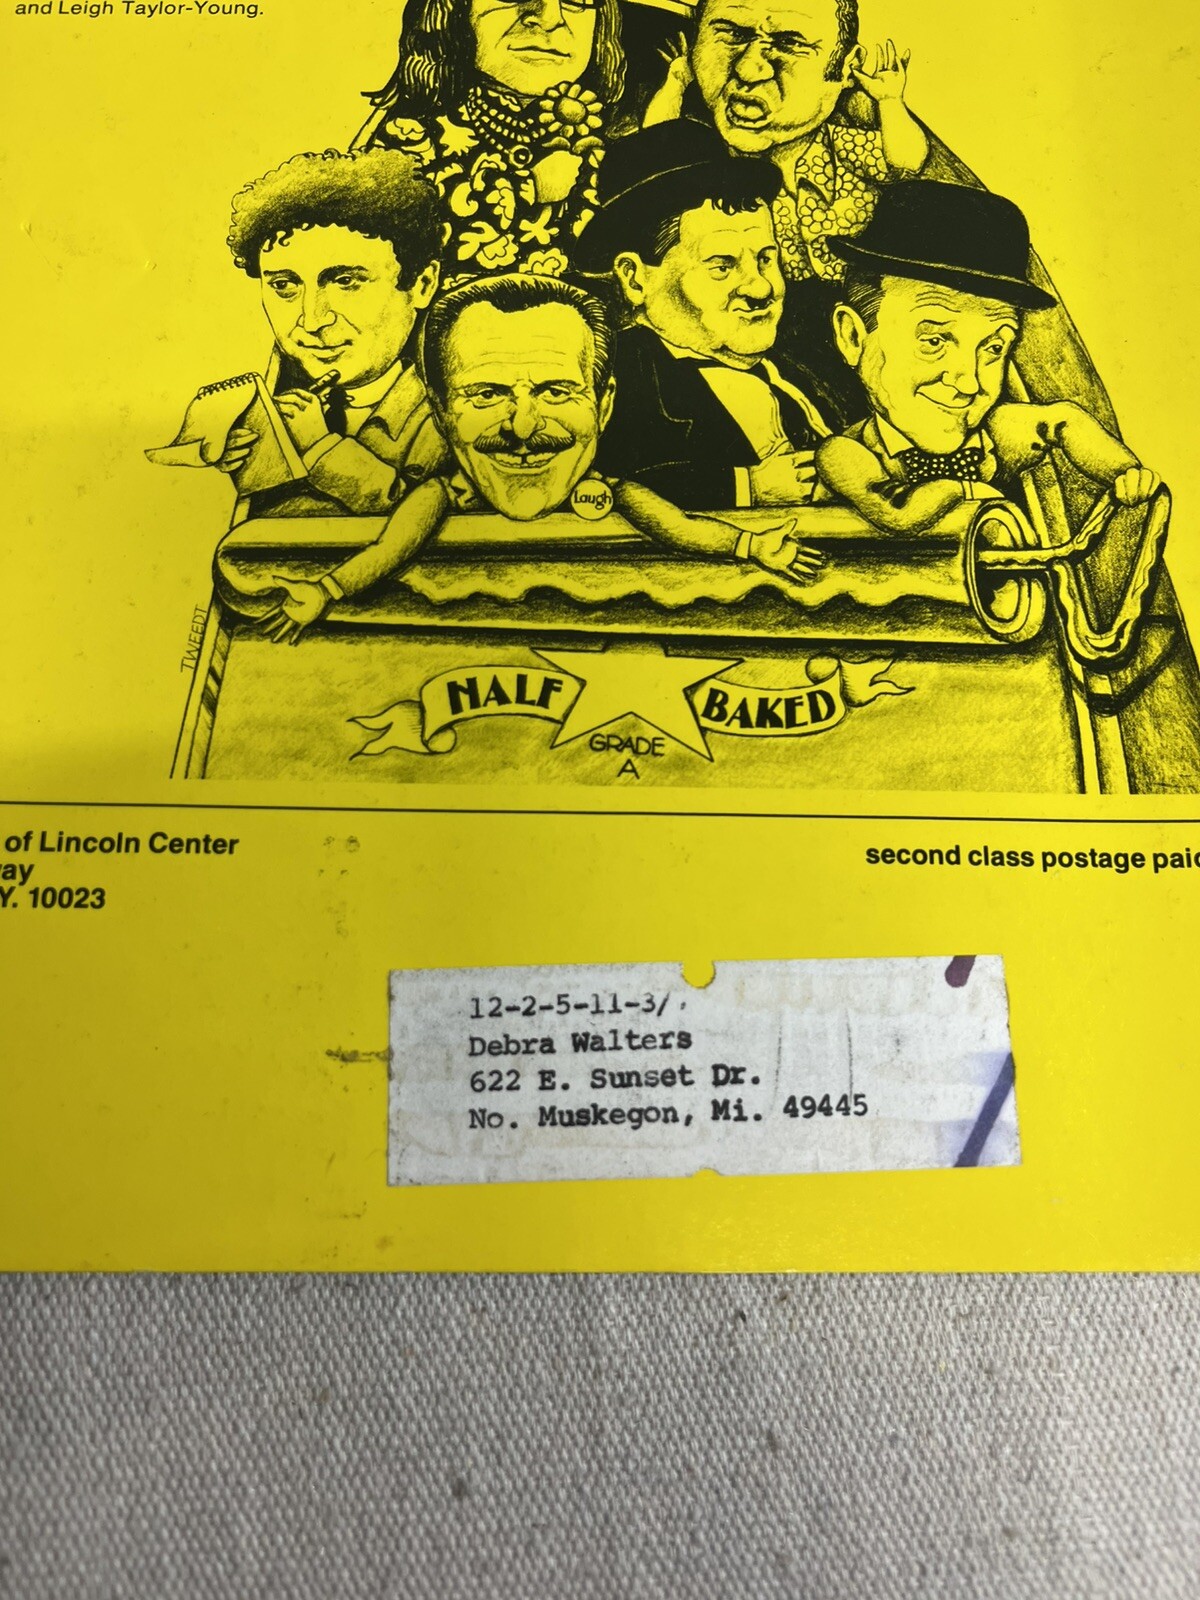 and Leigh Taylor-Young.
Laugh
TWEEDT
HALF BAKED
GRADE
A
of Lincoln Center
second class postage paid
way
Y. 10023
12-2-5-11-3/
Debra Walters
622 E. Sunset Dr.
No. Muskegon, Mi. 49445